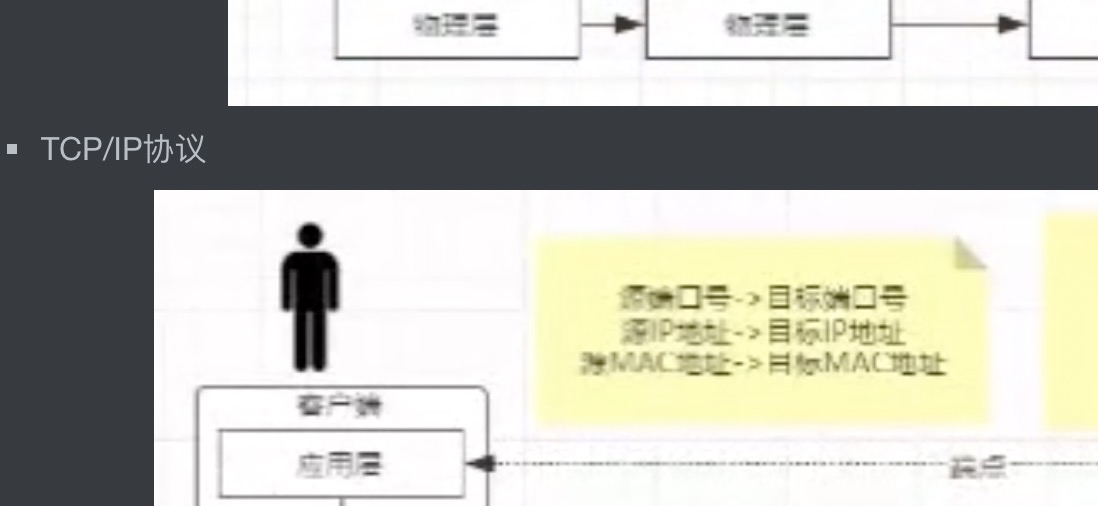 物理层
物理层
TCP/IP协议
源端口号->目标端口号
源IP地址->目标IP地址
源MAC地址->目标MAC地址
客户端
应用层
端点